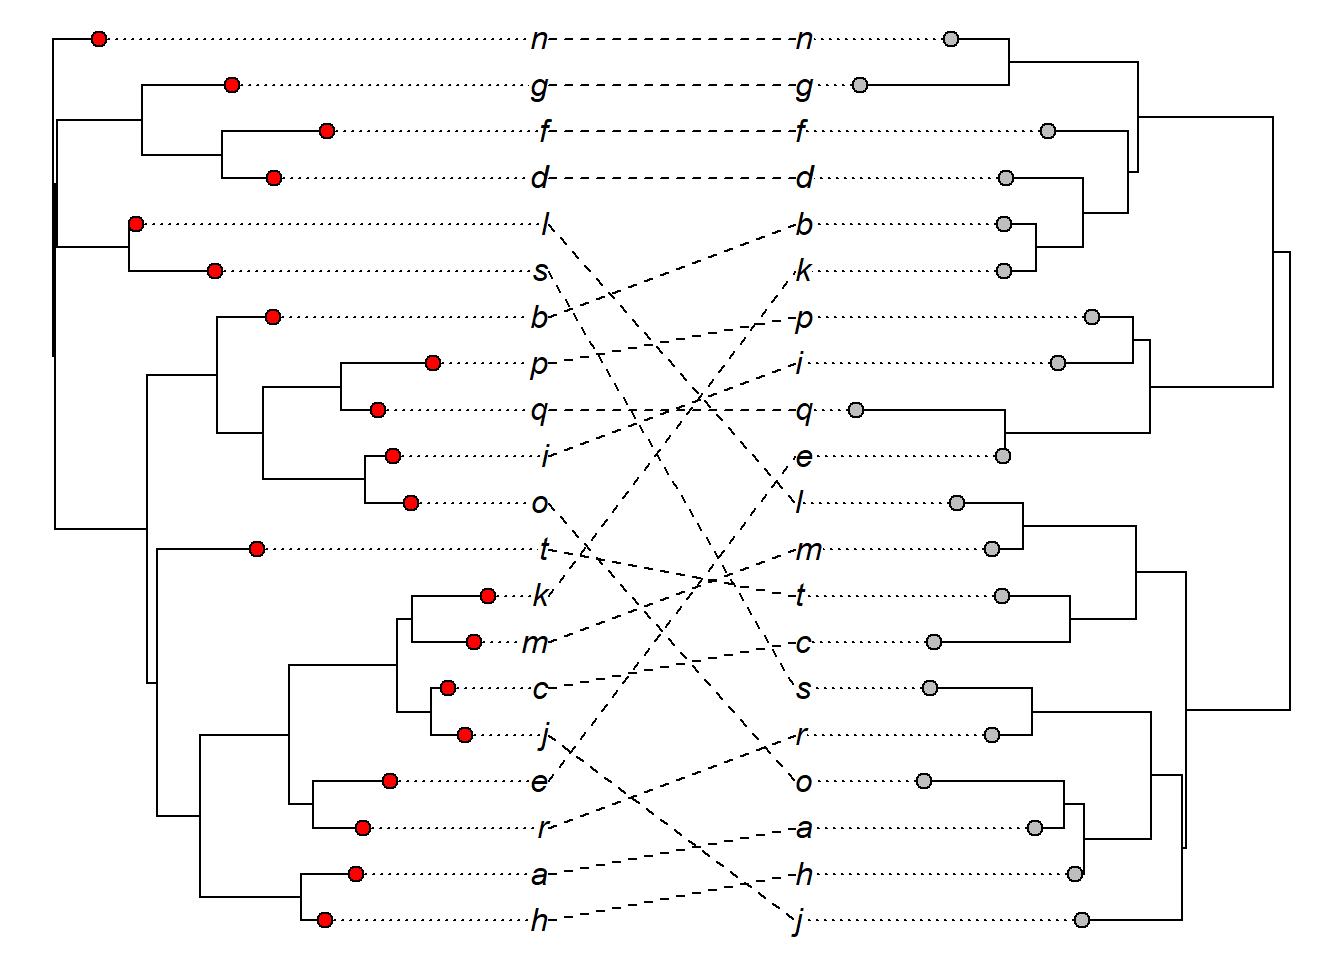 n n
g g
f f
d d
l b
s k
b p
p i
q q
i e
o l
t m
k t
m c
c s
j r
e o
r a
a h
h j